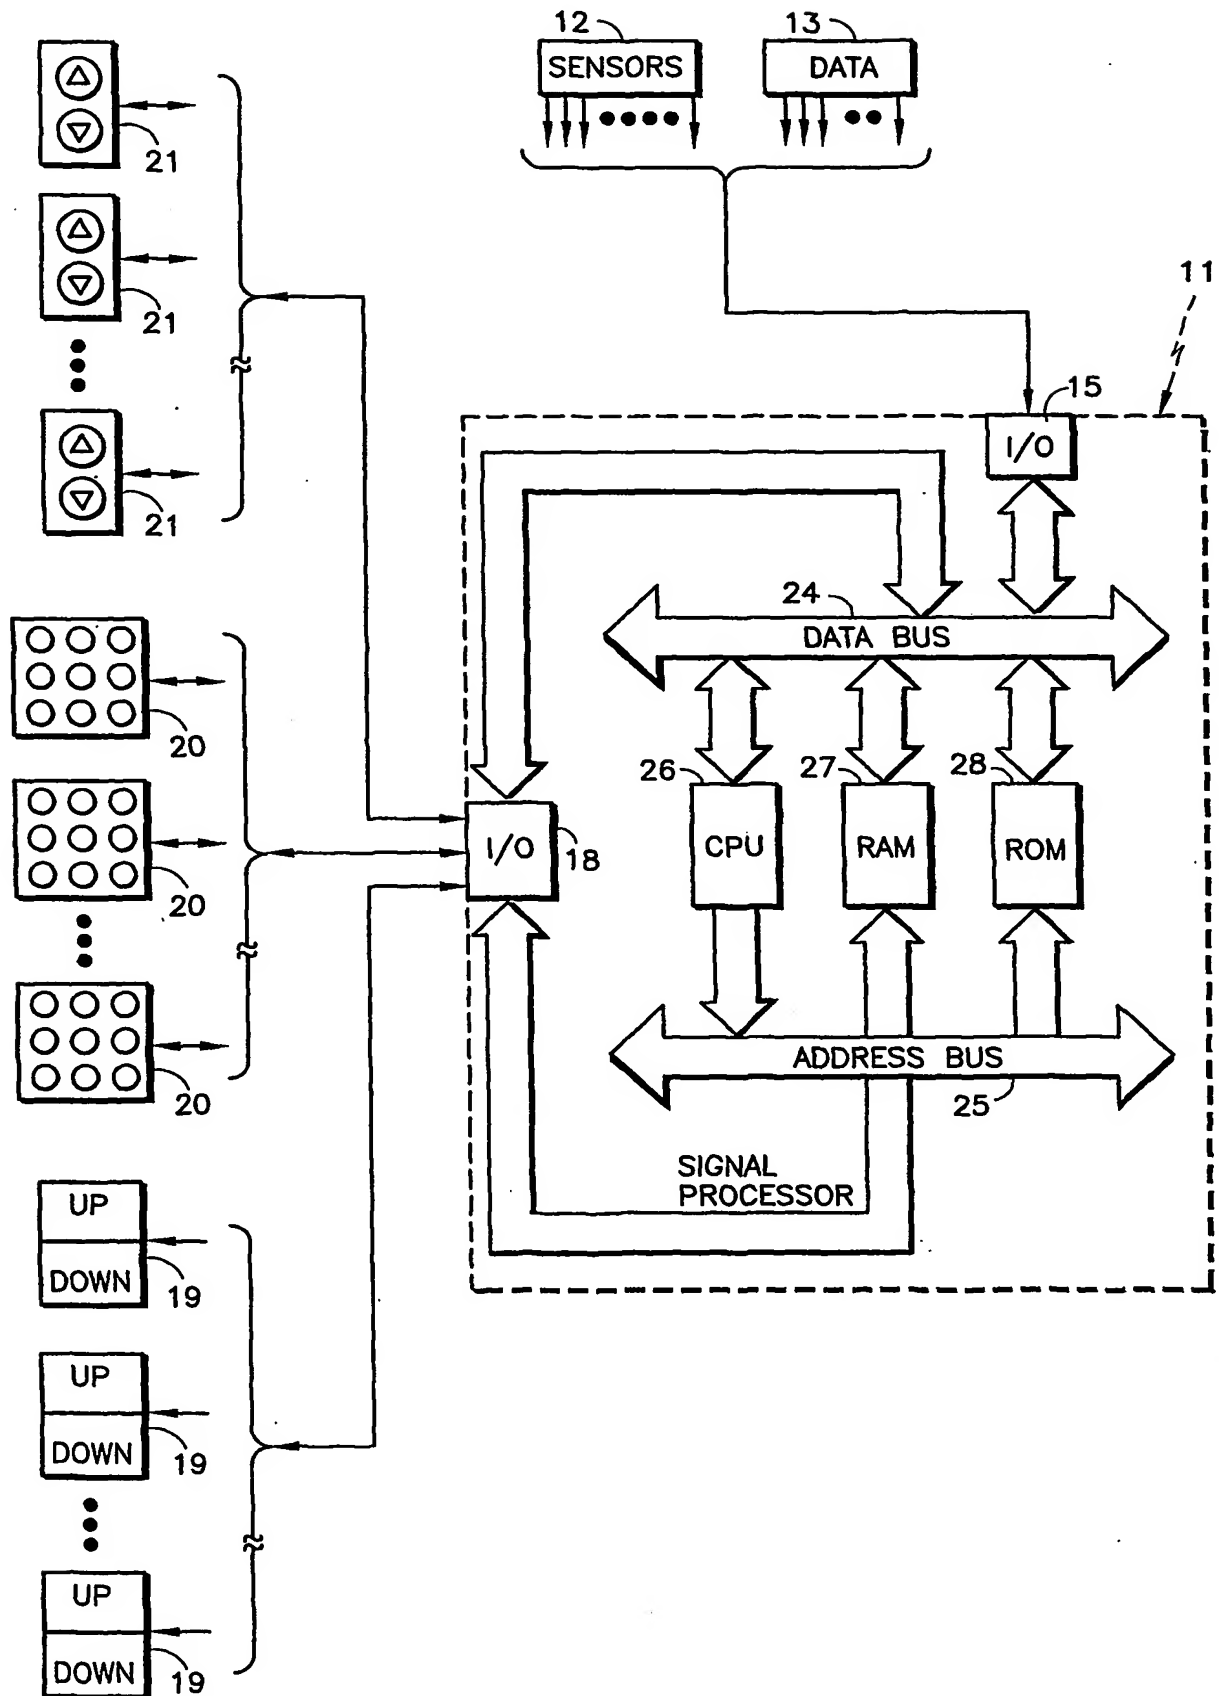 12
13
SENSORS
DATA
21
21
21
11
15
I/O
24
DATA BUS
20
20
20
26
27
28
I/O
18
CPU
RAM
ROM
ADDRESS BUS
25
SIGNAL
PROCESSOR
UP
DOWN
19
UP
DOWN
19
UP
DOWN
19